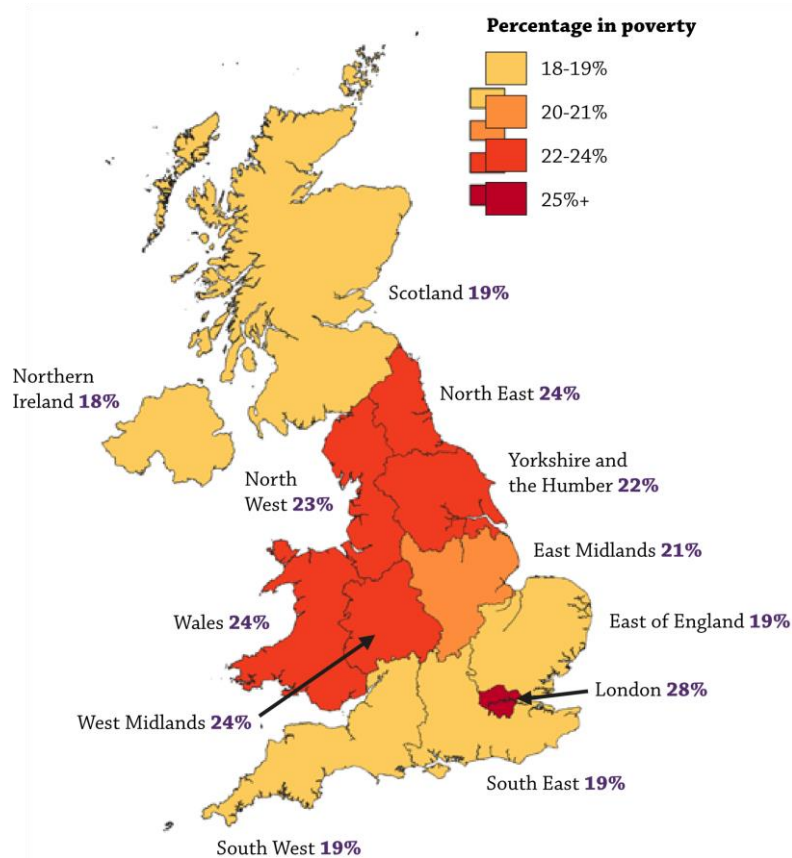 Percentage in poverty
18-19%
20-21%
22-24%
25%+
Scotland 19%
Northern
Ireland 18%
North East 24%
North
West 23%
Yorkshire and
the Humber 22%
East Midlands 21%
Wales 24%
East of England 19%
London 28%
West Midlands 24%
South East 19%
South West 19%